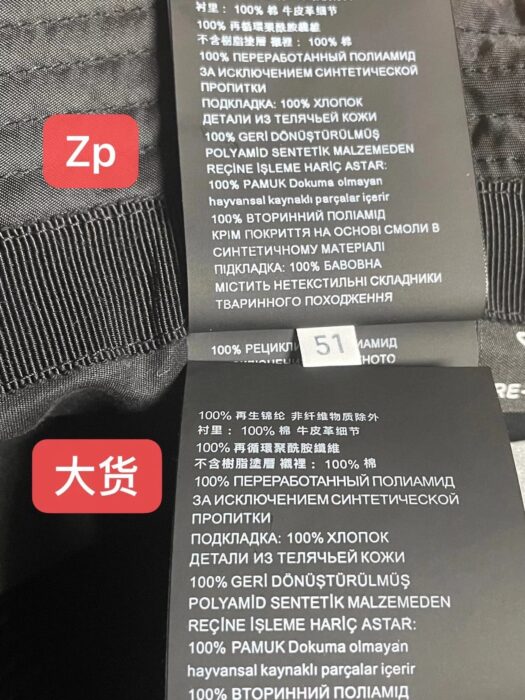 衬里：100% 棉 牛皮革细节
100% 再循環聚酰胺纖維
不含樹脂塗層 襯裡：100% 棉
100% ПЕРЕРАБОТАННЫЙ ПОЛИАМИД
ЗА ИСКЛЮЧЕНИЕМ СИНТЕТИЧЕСКОЙ
ПРОПИТКИ
ПОДКЛАДКА: 100% ХЛОПОК
ДЕТАЛИ ИЗ ТЕЛЯЧЬЕЙ КОЖИ
100% GERİ DÖNÜŞTÜRÜLMÜŞ
POLYAMID SENTETİK MALZEMEDEN
REÇİNE İŞLEME HARİÇ ASTAR:
100% PAMUK Dokuma olmayan
hayvansal kaynaklı parçalar içerir
100% ВТОРИННИЙ ПОЛІАМІД
КРІМ ПОКРИТТЯ НА ОСНОВІ СМОЛИ В
СИНТЕТИЧНОМУ МАТЕРІАЛІ
ПІДКЛАДКА: 100% БАВОВНА
МІСТИТЬ НЕТЕКСТИЛЬНІ СКЛАДНИКИ
ТВАРИННОГО ПОХОДЖЕННЯ
Zp
51
100%
RE-
100% 再生锦纶 非纤维物质除外
衬里：100% 棉 牛皮革细节
100% 再循環聚酰胺纖維
不含樹脂塗層 襯裡：100% 棉
100% ПЕРЕРАБОТАННЫЙ ПОЛИАМИД
ЗА ИСКЛЮЧЕНИЕМ СИНТЕТИЧЕСКОЙ
ПРОПИТКИ
ПОДКЛАДКА: 100% ХЛОПОК
ДЕТАЛИ ИЗ ТЕЛЯЧЬЕЙ КОЖИ
100% GERİ DÖNÜŞTÜRÜLMÜŞ
POLYAMID SENTETİK MALZEMEDEN
REÇİNE İŞLEME HARİÇ ASTAR:
100% PAMUK Dokuma olmayan
hayvansal kaynaklı parçalar içerir
100% ВТОРИННИЙ ПОЛІАМІД
大货